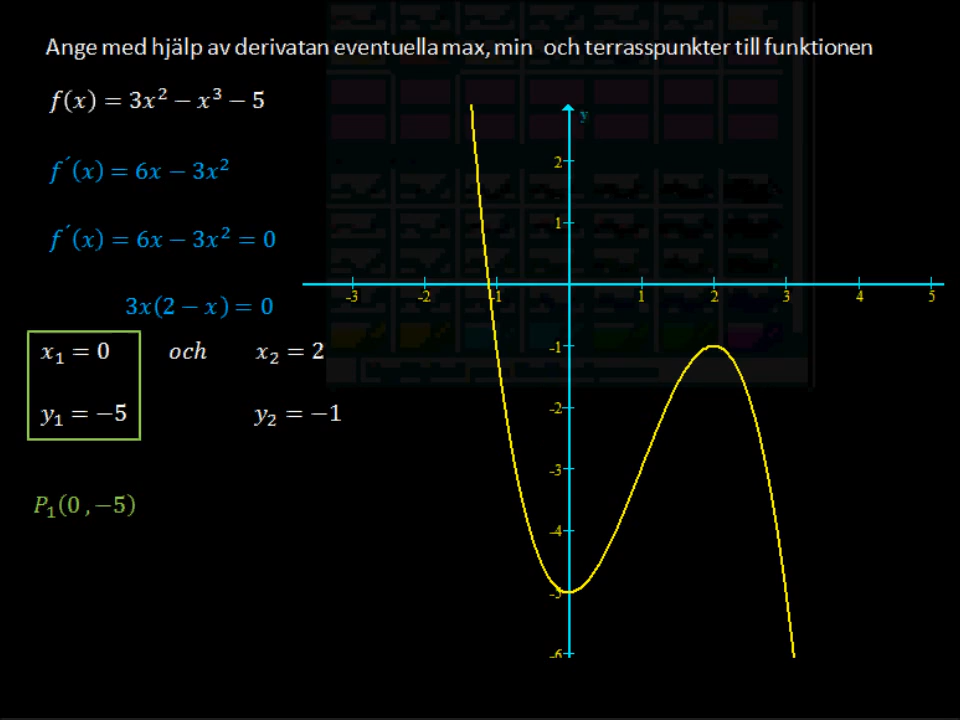 Ange med hjälp av derivatan eventuella max, min och terrasspunkter till funktionen
f(x) = 3x² − x³ − 5
f´(x) = 6x − 3x²
f´(x) = 6x − 3x² = 0
3x(2 − x) = 0
x₁ = 0 och x₂ = 2
y₁ = −5 y₂ = −1
P₁(0 , −5)
y
2
1
-3 -2 -1 1 2 3 4 5
-1
-2
-3
-4
-5
-6